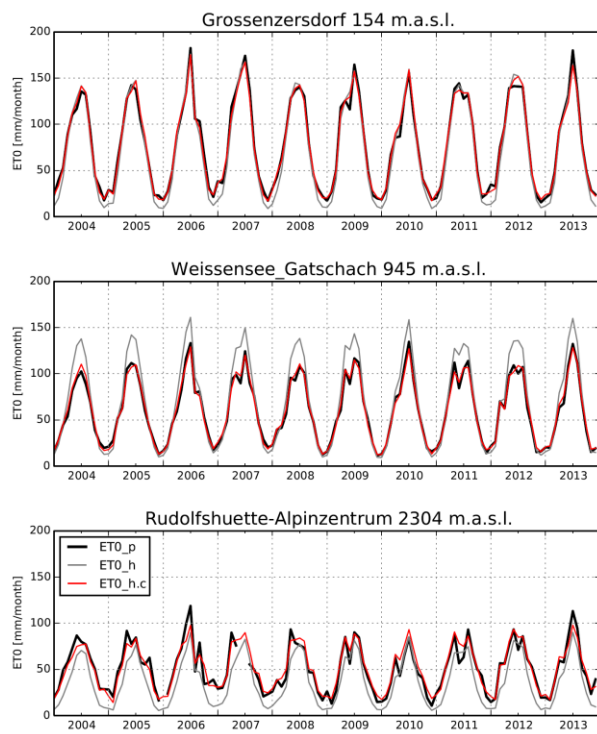 Grossenzersdorf 154 m.a.s.l.
200
150
100
50
0
ET0 [mm/month]
2004 2005 2006 2007 2008 2009 2010 2011 2012 2013
Weissensee_Gatschach 945 m.a.s.l.
200
150
100
50
0
ET0 [mm/month]
2004 2005 2006 2007 2008 2009 2010 2011 2012 2013
Rudolfshuette-Alpinzentrum 2304 m.a.s.l.
200
150
100
50
0
ET0 [mm/month]
ET0_p
ET0_h
ET0_h.c
2004 2005 2006 2007 2008 2009 2010 2011 2012 2013